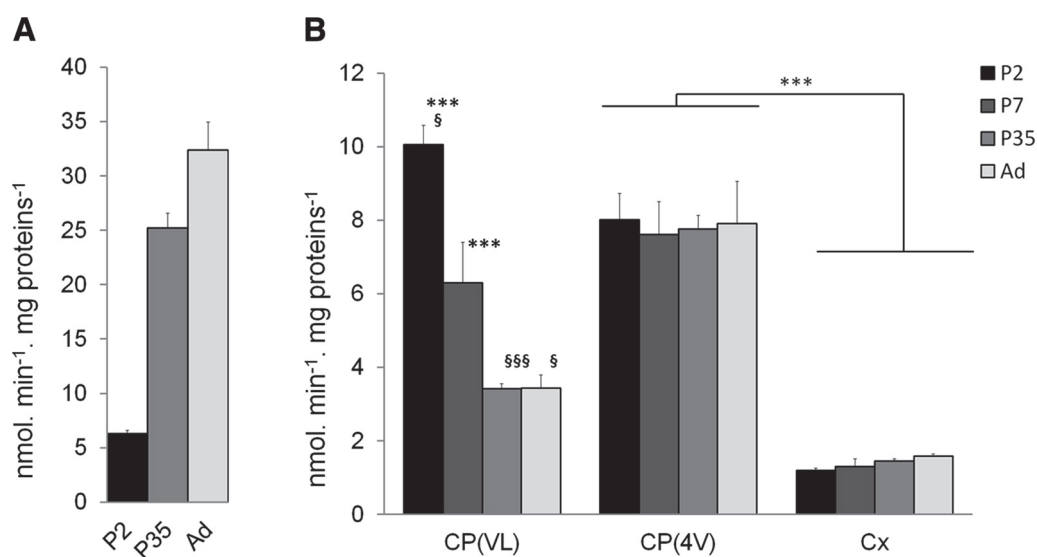 A
nmol. min-1. mg proteins-1
40
35
30
25
20
15
10
5
0
P2
P35
Ad
B
nmol. min-1. mg proteins-1
12
10
8
6
4
2
0
***
§
***
§§§
§
***
CP(VL)
CP(4V)
Cx
P2
P7
P35
Ad